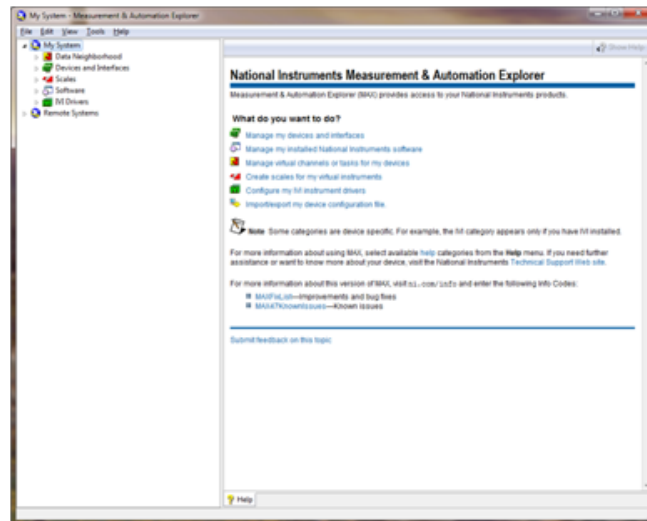 My System - Measurement & Automation Explorer
File Edit View Tools Help
My System
Data Neighborhood
Devices and Interfaces
Scales
Software
IVI Drivers
Remote Systems
Show Help
National Instruments Measurement & Automation Explorer
Measurement & Automation Explorer (MAX) provides access to your National Instruments products.
What do you want to do?
Manage my devices and interfaces
Manage my installed National Instruments software
Manage virtual channels or tasks for my devices
Create scales for my virtual instruments
Configure my IVI instrument drivers
Import/export my device configuration file.
Note Some categories are device specific. For example, the IVI category appears only if you have IVI installed.
For more information about using MAX, select available help categories from the Help menu. If you need further
assistance or want to know more about your device, visit the National Instruments Technical Support Web site.
For more information about this version of MAX, visit ni.com/info and enter the following Info Codes:
MAXFixList—Improvements and bug fixes
MAX47KnownIssues—Known issues
Submit feedback on this topic
Help